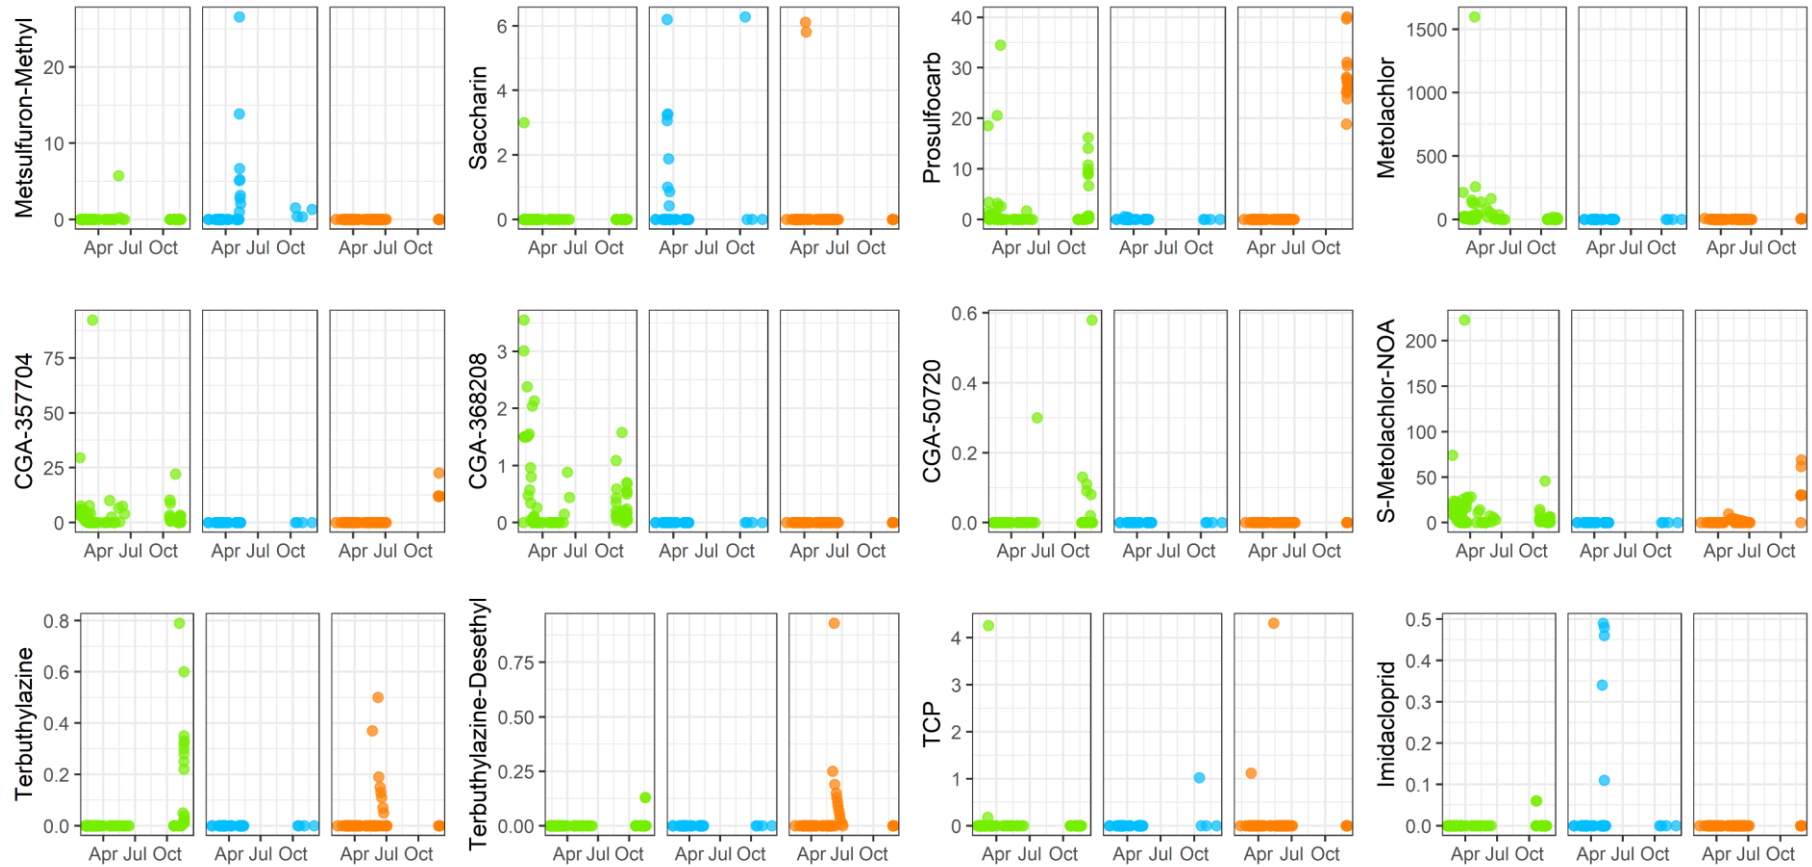 Metsulfuron-Methyl
20
10
0
Apr Jul Oct
Apr Jul Oct
Apr Jul Oct
Saccharin
6
4
2
0
Apr Jul Oct
Apr Jul Oct
Apr Jul Oct
Prosulfocarb
40
30
20
10
0
Apr Jul Oct
Apr Jul Oct
Apr Jul Oct
Metolachlor
1500
1000
500
0
Apr Jul Oct
Apr Jul Oct
Apr Jul Oct
CGA-357704
75
50
25
0
Apr Jul Oct
Apr Jul Oct
Apr Jul Oct
CGA-368208
3
2
1
0
Apr Jul Oct
Apr Jul Oct
Apr Jul Oct
CGA-50720
0.6
0.4
0.2
0.0
Apr Jul Oct
Apr Jul Oct
Apr Jul Oct
S-Metolachlor-NOA
200
150
100
50
0
Apr Jul Oct
Apr Jul Oct
Apr Jul Oct
Terbuthylazine
0.8
0.6
0.4
0.2
0.0
Apr Jul Oct
Apr Jul Oct
Apr Jul Oct
Terbuthylazine-Desethyl
0.75
0.50
0.25
0.00
Apr Jul Oct
Apr Jul Oct
Apr Jul Oct
TCP
4
3
2
1
0
Apr Jul Oct
Apr Jul Oct
Apr Jul Oct
Imidacloprid
0.5
0.4
0.3
0.2
0.1
0.0
Apr Jul Oct
Apr Jul Oct
Apr Jul Oct